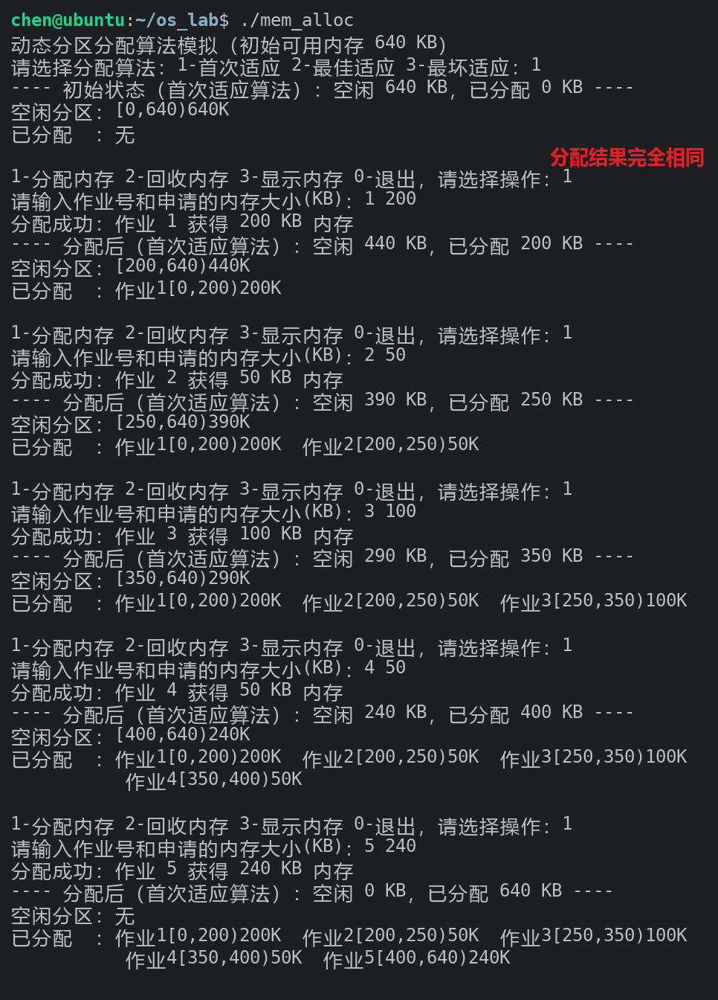 chen@ubuntu:~/os_lab$ ./mem_alloc
动态分区分配算法模拟（初始可用内存 640 KB）
请选择分配算法：1-首次适应 2-最佳适应 3-最坏适应：1
---- 初始状态（首次适应算法）：空闲 640 KB，已分配 0 KB ----
空闲分区：[0,640)640K
已分配　：无
分配结果完全相同
1-分配内存 2-回收内存 3-显示内存 0-退出，请选择操作：1
请输入作业号和申请的内存大小(KB)：1 200
分配成功：作业 1 获得 200 KB 内存
---- 分配后（首次适应算法）：空闲 440 KB，已分配 200 KB ----
空闲分区：[200,640)440K
已分配　：作业1[0,200)200K
1-分配内存 2-回收内存 3-显示内存 0-退出，请选择操作：1
请输入作业号和申请的内存大小(KB)：2 50
分配成功：作业 2 获得 50 KB 内存
---- 分配后（首次适应算法）：空闲 390 KB，已分配 250 KB ----
空闲分区：[250,640)390K
已分配　：作业1[0,200)200K  作业2[200,250)50K
1-分配内存 2-回收内存 3-显示内存 0-退出，请选择操作：1
请输入作业号和申请的内存大小(KB)：3 100
分配成功：作业 3 获得 100 KB 内存
---- 分配后（首次适应算法）：空闲 290 KB，已分配 350 KB ----
空闲分区：[350,640)290K
已分配　：作业1[0,200)200K  作业2[200,250)50K  作业3[250,350)100K
1-分配内存 2-回收内存 3-显示内存 0-退出，请选择操作：1
请输入作业号和申请的内存大小(KB)：4 50
分配成功：作业 4 获得 50 KB 内存
---- 分配后（首次适应算法）：空闲 240 KB，已分配 400 KB ----
空闲分区：[400,640)240K
已分配　：作业1[0,200)200K  作业2[200,250)50K  作业3[250,350)100K
作业4[350,400)50K
1-分配内存 2-回收内存 3-显示内存 0-退出，请选择操作：1
请输入作业号和申请的内存大小(KB)：5 240
分配成功：作业 5 获得 240 KB 内存
---- 分配后（首次适应算法）：空闲 0 KB，已分配 640 KB ----
空闲分区：无
已分配　：作业1[0,200)200K  作业2[200,250)50K  作业3[250,350)100K
作业4[350,400)50K  作业5[400,640)240K